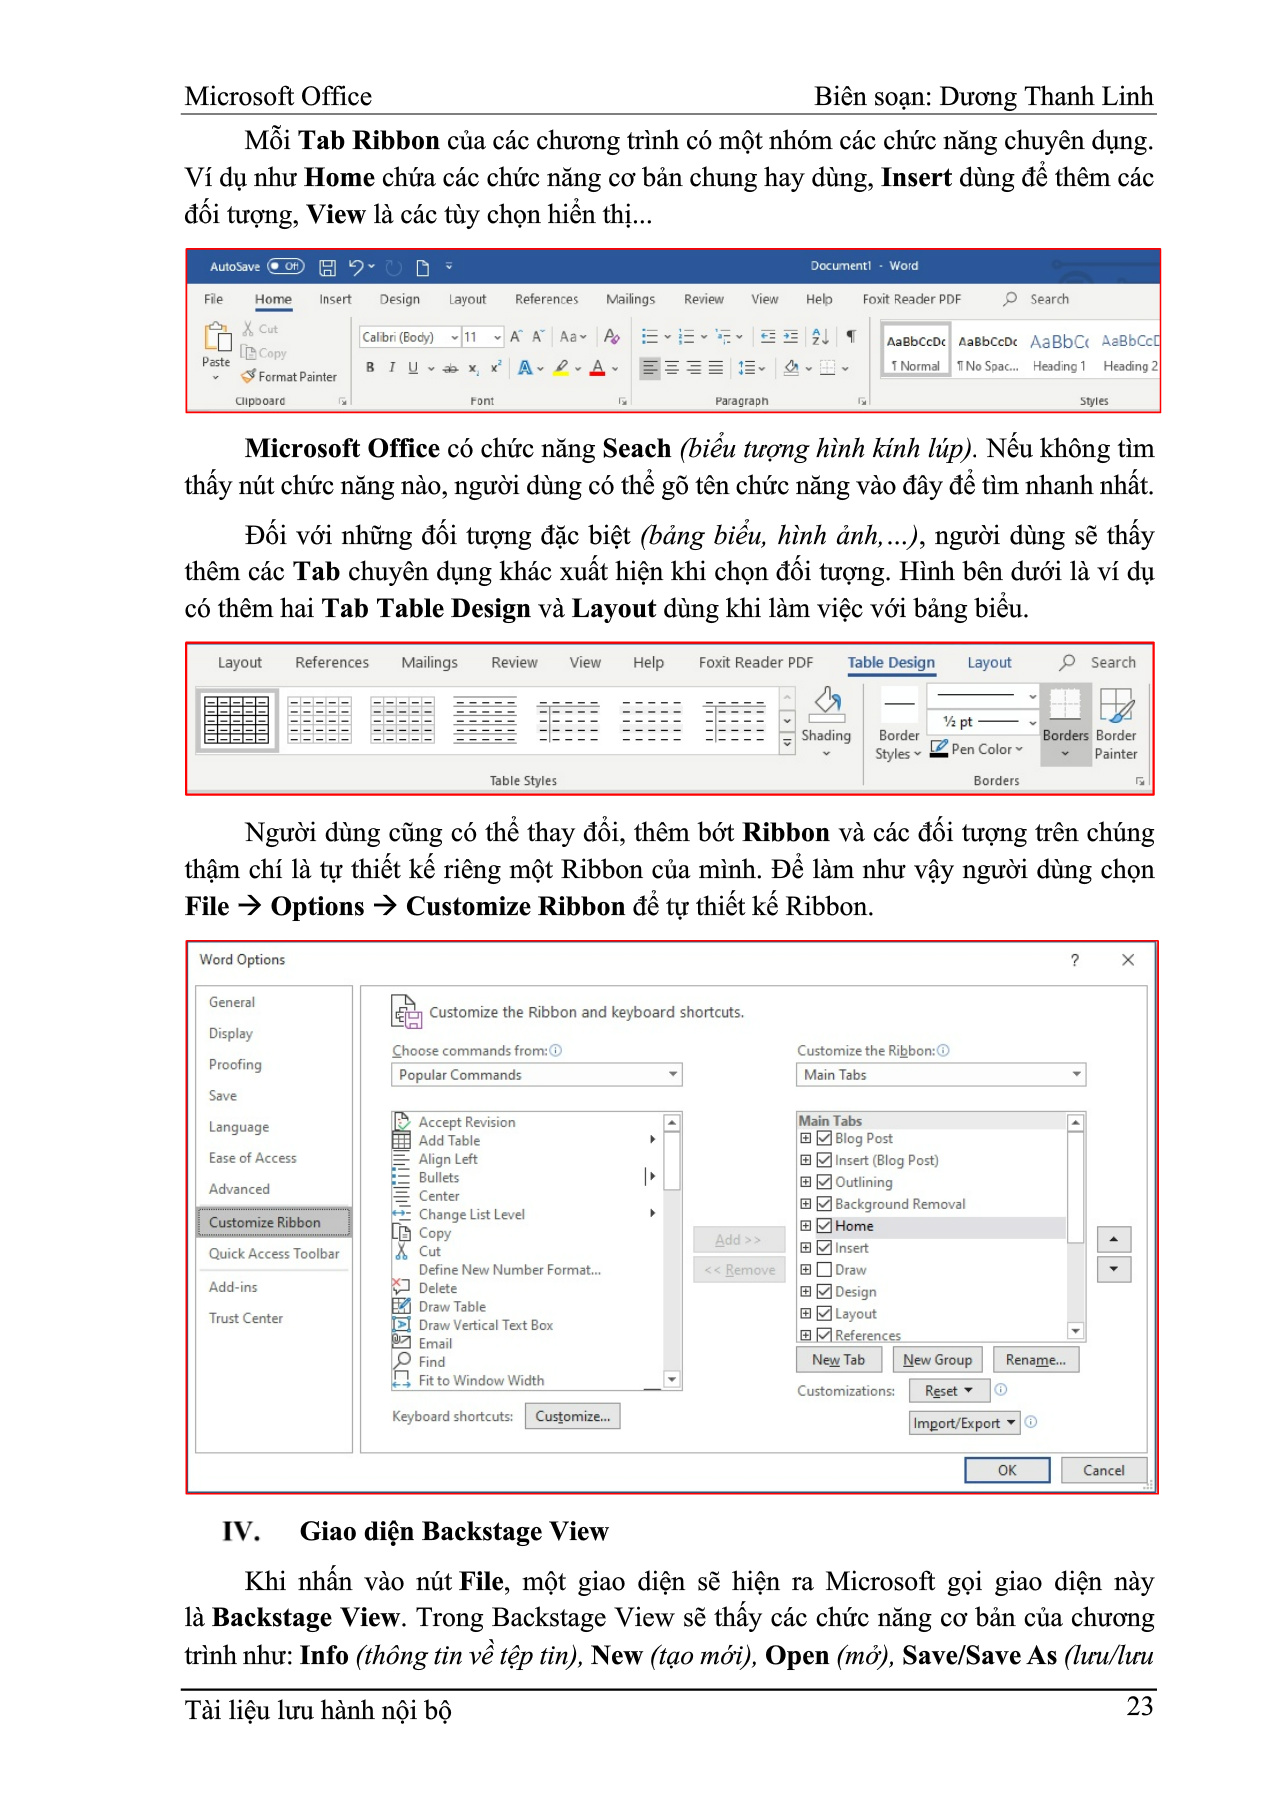 Microsoft Office Biên soạn: Dương Thanh Linh
Mỗi Tab Ribbon của các chương trình có một nhóm các chức năng chuyên dụng.
Ví dụ như Home chứa các chức năng cơ bản chung hay dùng, Insert dùng để thêm các
đối tượng, View là các tùy chọn hiển thị...
AutoSave Off Document1 - Word
File Home Insert Design Layout References Mailings Review View Help Foxit Reader PDF Search
Cut
Calibri (Body) 11 Aa
AaBbCcDc AaBbCcDc AaBbCc AaBbCcD
Copy
Paste
Format Painter
B I U ab x, x² A A
¶ Normal ¶ No Spac... Heading 1 Heading 2
Clipboard Font Paragraph Styles
Microsoft Office có chức năng Seach (biểu tượng hình kính lúp). Nếu không tìm
thấy nút chức năng nào, người dùng có thể gõ tên chức năng vào đây để tìm nhanh nhất.
Đối với những đối tượng đặc biệt (bảng biểu, hình ảnh,...), người dùng sẽ thấy
thêm các Tab chuyên dụng khác xuất hiện khi chọn đối tượng. Hình bên dưới là ví dụ
có thêm hai Tab Table Design và Layout dùng khi làm việc với bảng biểu.
Layout References Mailings Review View Help Foxit Reader PDF Table Design Layout Search
½ pt
Shading Border Borders Border
Styles Pen Color Painter
Table Styles Borders
Người dùng cũng có thể thay đổi, thêm bớt Ribbon và các đối tượng trên chúng
thậm chí là tự thiết kế riêng một Ribbon của mình. Để làm như vậy người dùng chọn
File → Options → Customize Ribbon để tự thiết kế Ribbon.
Word Options ? ×
General
Display
Proofing
Save
Language
Ease of Access
Advanced
Customize Ribbon
Quick Access Toolbar
Add-ins
Trust Center
Customize the Ribbon and keyboard shortcuts.
Choose commands from:
Popular Commands
Accept Revision
Add Table
Align Left
Bullets
Center
Change List Level
Copy
Cut
Define New Number Format...
Delete
Draw Table
Draw Vertical Text Box
Email
Find
Fit to Window Width
Keyboard shortcuts: Customize...
Add >>
<< Remove
Customize the Ribbon:
Main Tabs
Main Tabs
Blog Post
Insert (Blog Post)
Outlining
Background Removal
Home
Insert
Draw
Design
Layout
References
New Tab New Group Rename...
Customizations: Reset
Import/Export
OK Cancel
IV. Giao diện Backstage View
Khi nhấn vào nút File, một giao diện sẽ hiện ra Microsoft gọi giao diện này
là Backstage View. Trong Backstage View sẽ thấy các chức năng cơ bản của chương
trình như: Info (thông tin về tệp tin), New (tạo mới), Open (mở), Save/Save As (lưu/lưu
Tài liệu lưu hành nội bộ 23